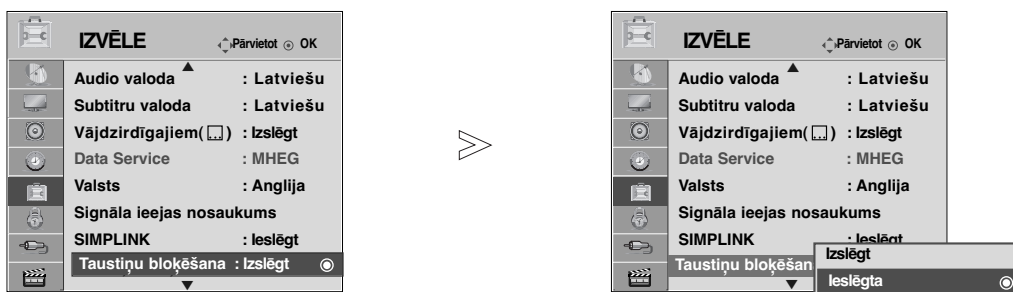 IZVĒLE Pārvietot OK
Audio valoda : Latviešu
Subtitru valoda : Latviešu
Vājdzirdīgajiem( ) : Izslēgt
Data Service : MHEG
Valsts : Anglija
Signāla ieejas nosaukums
SIMPLINK : Ieslēgt
Taustiņu bloķēšana : Izslēgt
IZVĒLE Pārvietot OK
Audio valoda : Latviešu
Subtitru valoda : Latviešu
Vājdzirdīgajiem( ) : Izslēgt
Data Service : MHEG
Valsts : Anglija
Signāla ieejas nosaukums
SIMPLINK : Ieslēgt
Taustiņu bloķēšan
Izslēgt
Ieslēgta